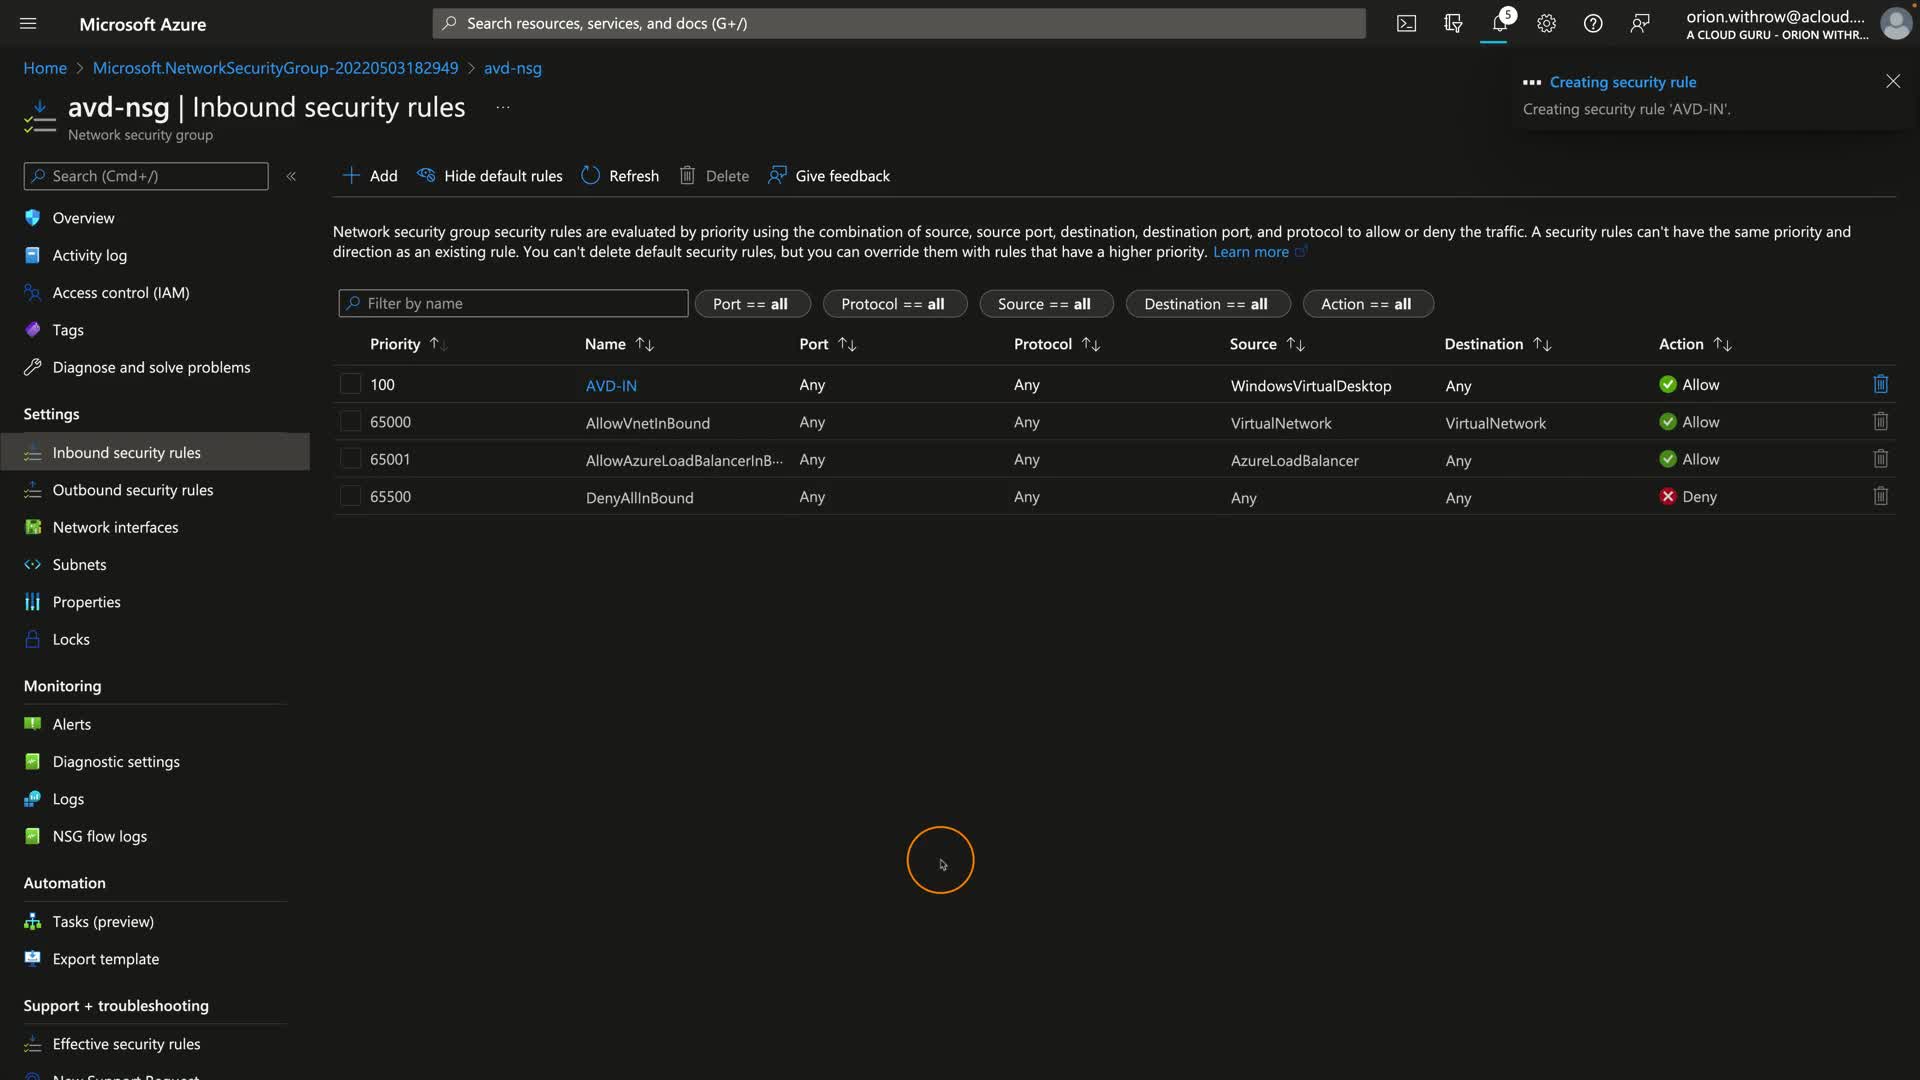 Microsoft Azure
Search resources, services, and docs (G+/)
5
orion.withrow@acloud....
A CLOUD GURU - ORION WITHR...
Home > Microsoft.NetworkSecurityGroup-20220503182949 > avd-nsg
avd-nsg | Inbound security rules ...
Network security group
Creating security rule
Creating security rule 'AVD-IN'.
Search (Cmd+/) «
Add Hide default rules Refresh Delete Give feedback
Network security group security rules are evaluated by priority using the combination of source, source port, destination, destination port, and protocol to allow or deny the traffic. A security rules can't have the same priority and
direction as an existing rule. You can't delete default security rules, but you can override them with rules that have a higher priority. Learn more
Filter by name Port == all Protocol == all Source == all Destination == all Action == all
Priority Name Port Protocol Source Destination Action
100 AVD-IN Any Any WindowsVirtualDesktop Any Allow
65000 AllowVnetInBound Any Any VirtualNetwork VirtualNetwork Allow
65001 AllowAzureLoadBalancerInB... Any Any AzureLoadBalancer Any Allow
65500 DenyAllInBound Any Any Any Any Deny
Overview
Activity log
Access control (IAM)
Tags
Diagnose and solve problems
Settings
Inbound security rules
Outbound security rules
Network interfaces
Subnets
Properties
Locks
Monitoring
Alerts
Diagnostic settings
Logs
NSG flow logs
Automation
Tasks (preview)
Export template
Support + troubleshooting
Effective security rules
New Support Request